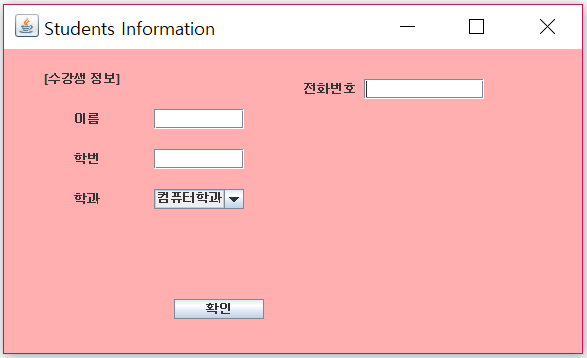 Students Information
[수강생 정보]
전화번호
이름
학번
학과
컴퓨터학과
확인